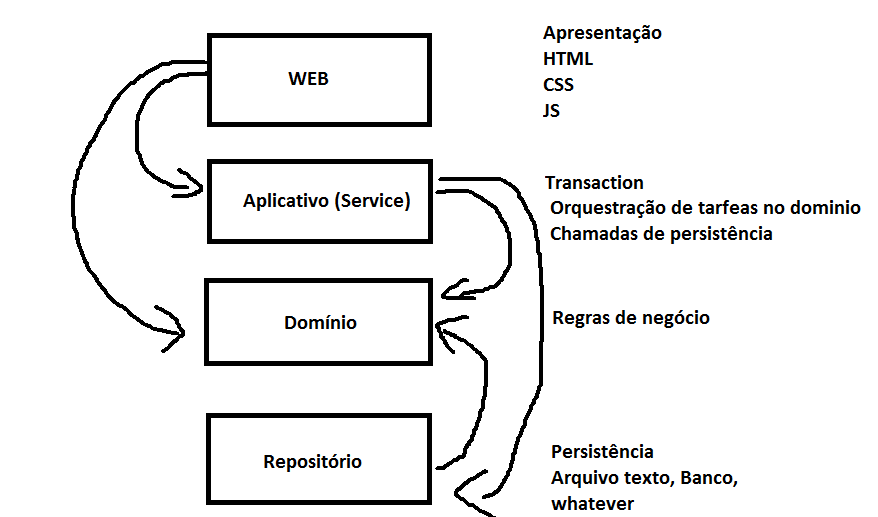 WEB
Apresentação
HTML
CSS
JS
Aplicativo (Service)
Transaction
Orquestração de tarfeas no dominio
Chamadas de persistência
Domínio
Regras de negócio
Repositório
Persistência
Arquivo texto, Banco,
whatever